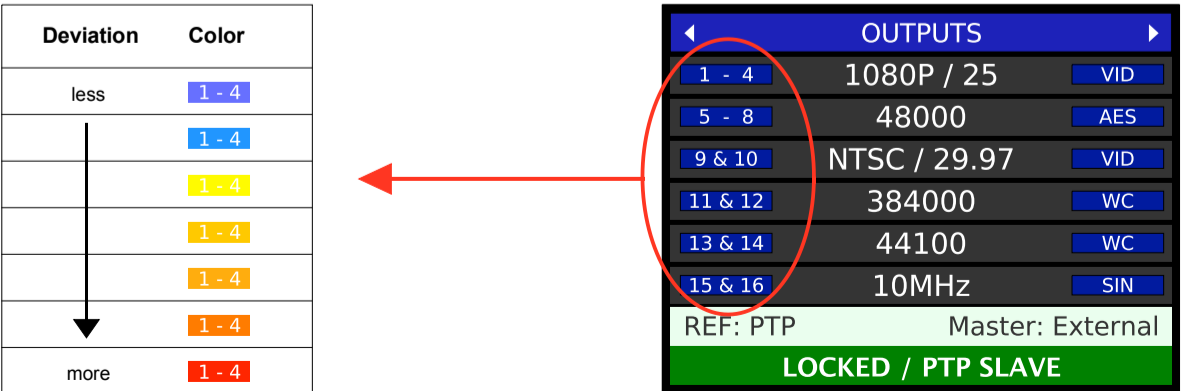 Deviation Color
less 1 - 4
1 - 4
1 - 4
1 - 4
1 - 4
1 - 4
more 1 - 4
OUTPUTS
1 - 4 1080P / 25 VID
5 - 8 48000 AES
9 & 10 NTSC / 29.97 VID
11 & 12 384000 WC
13 & 14 44100 WC
15 & 16 10MHz SIN
REF: PTP Master: External
LOCKED / PTP SLAVE